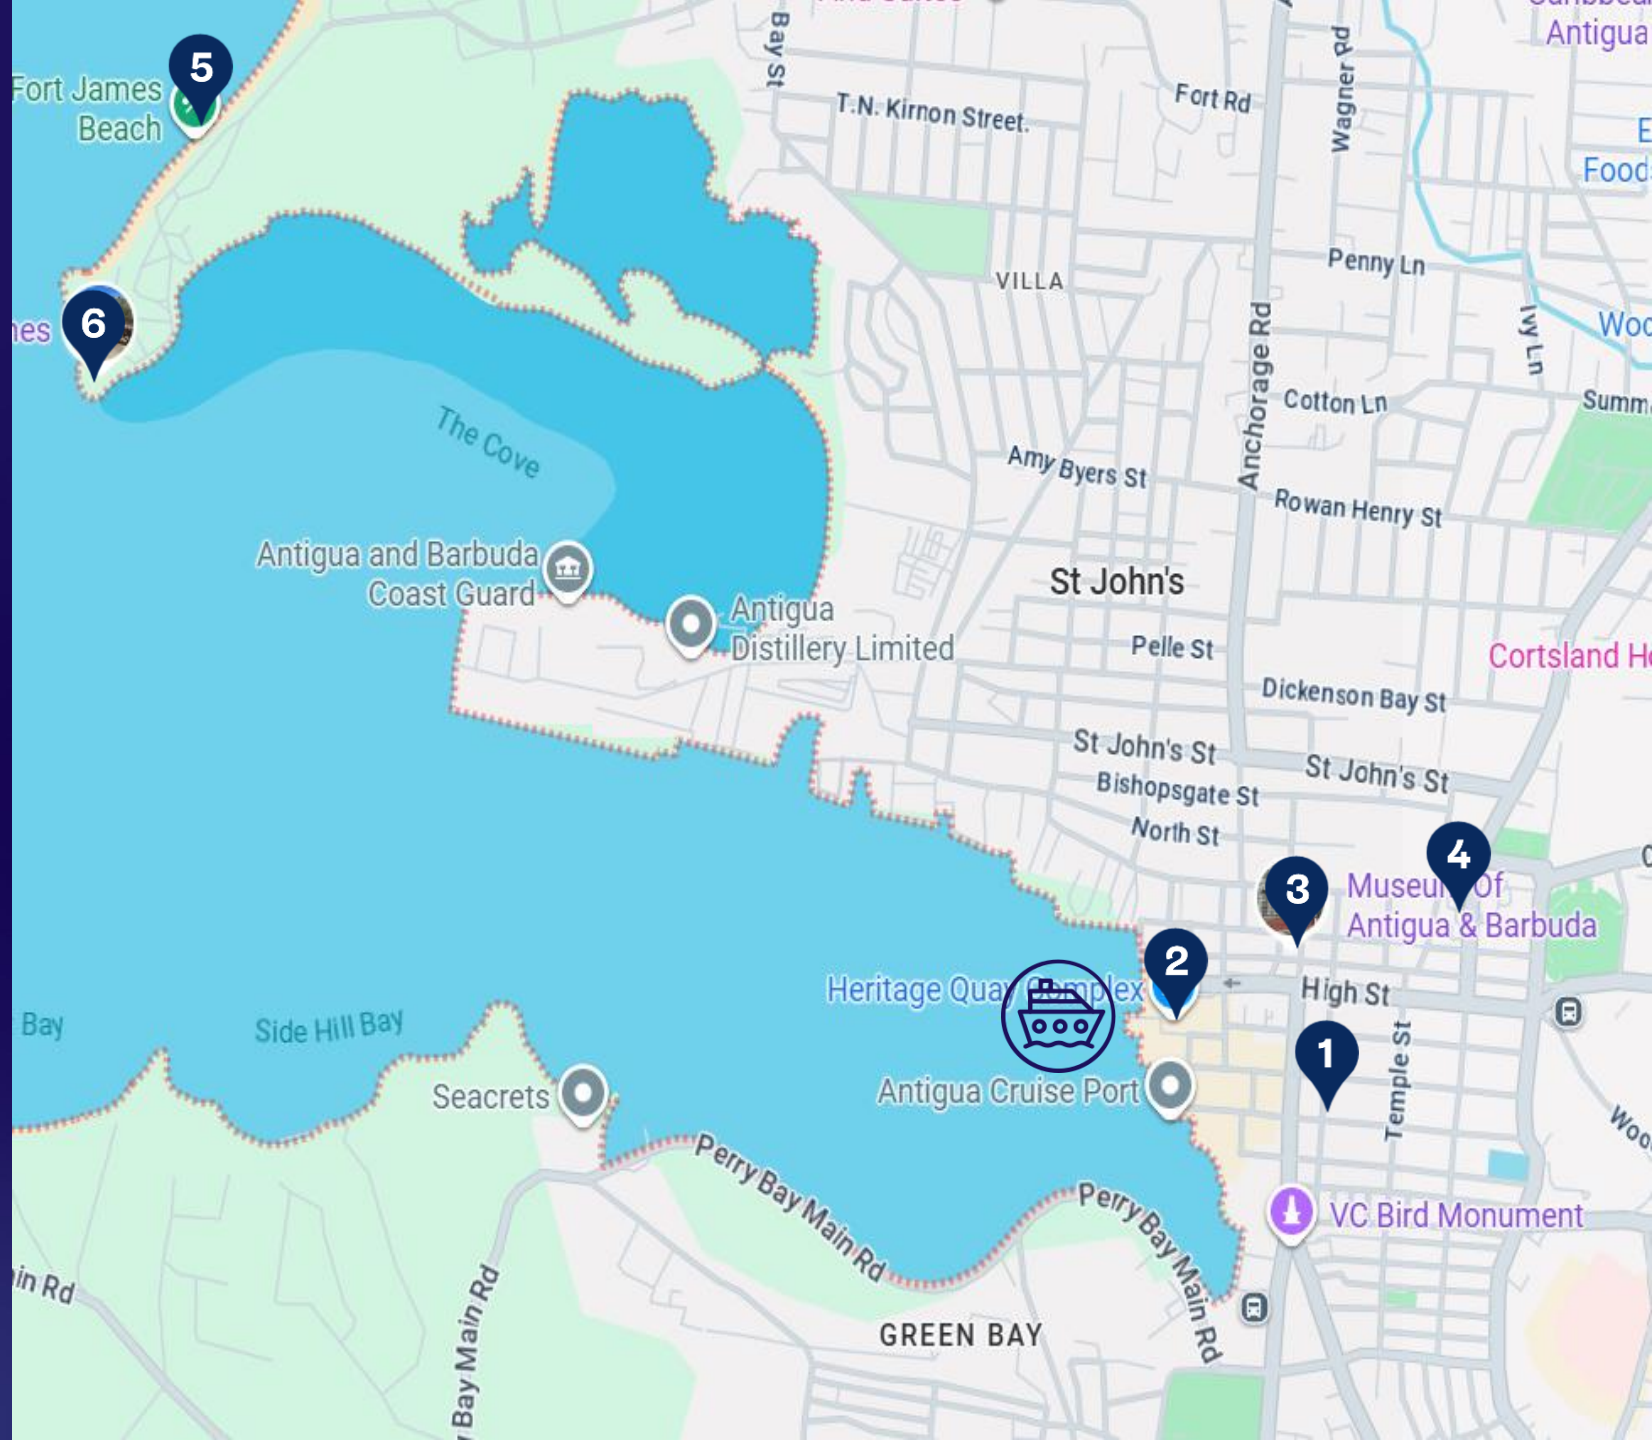 Antigua
5
Fort James
Beach
Bay St
T.N. Kirnon Street.
Fort Rd
Wagner Rd
Food
Penny Ln
VILLA
6
Anchorage Rd
Ivy Ln
Cotton Ln
The Cove
Amy Byers St
Rowan Henry St
Antigua and Barbuda
Coast Guard
St John's
Antigua
Distillery Limited
Pelle St
Cortsland
Dickenson Bay St
St John's St
St John's St
Bishopsgate St
North St
4
3
Museum Of
Antigua & Barbuda
2
Heritage Quay Complex
High St
Bay
Side Hill Bay
1
Temple St
Seacrets
Antigua Cruise Port
Perry Bay Main Rd
Perry Bay Main Rd
VC Bird Monument
Bay Main Rd
GREEN BAY